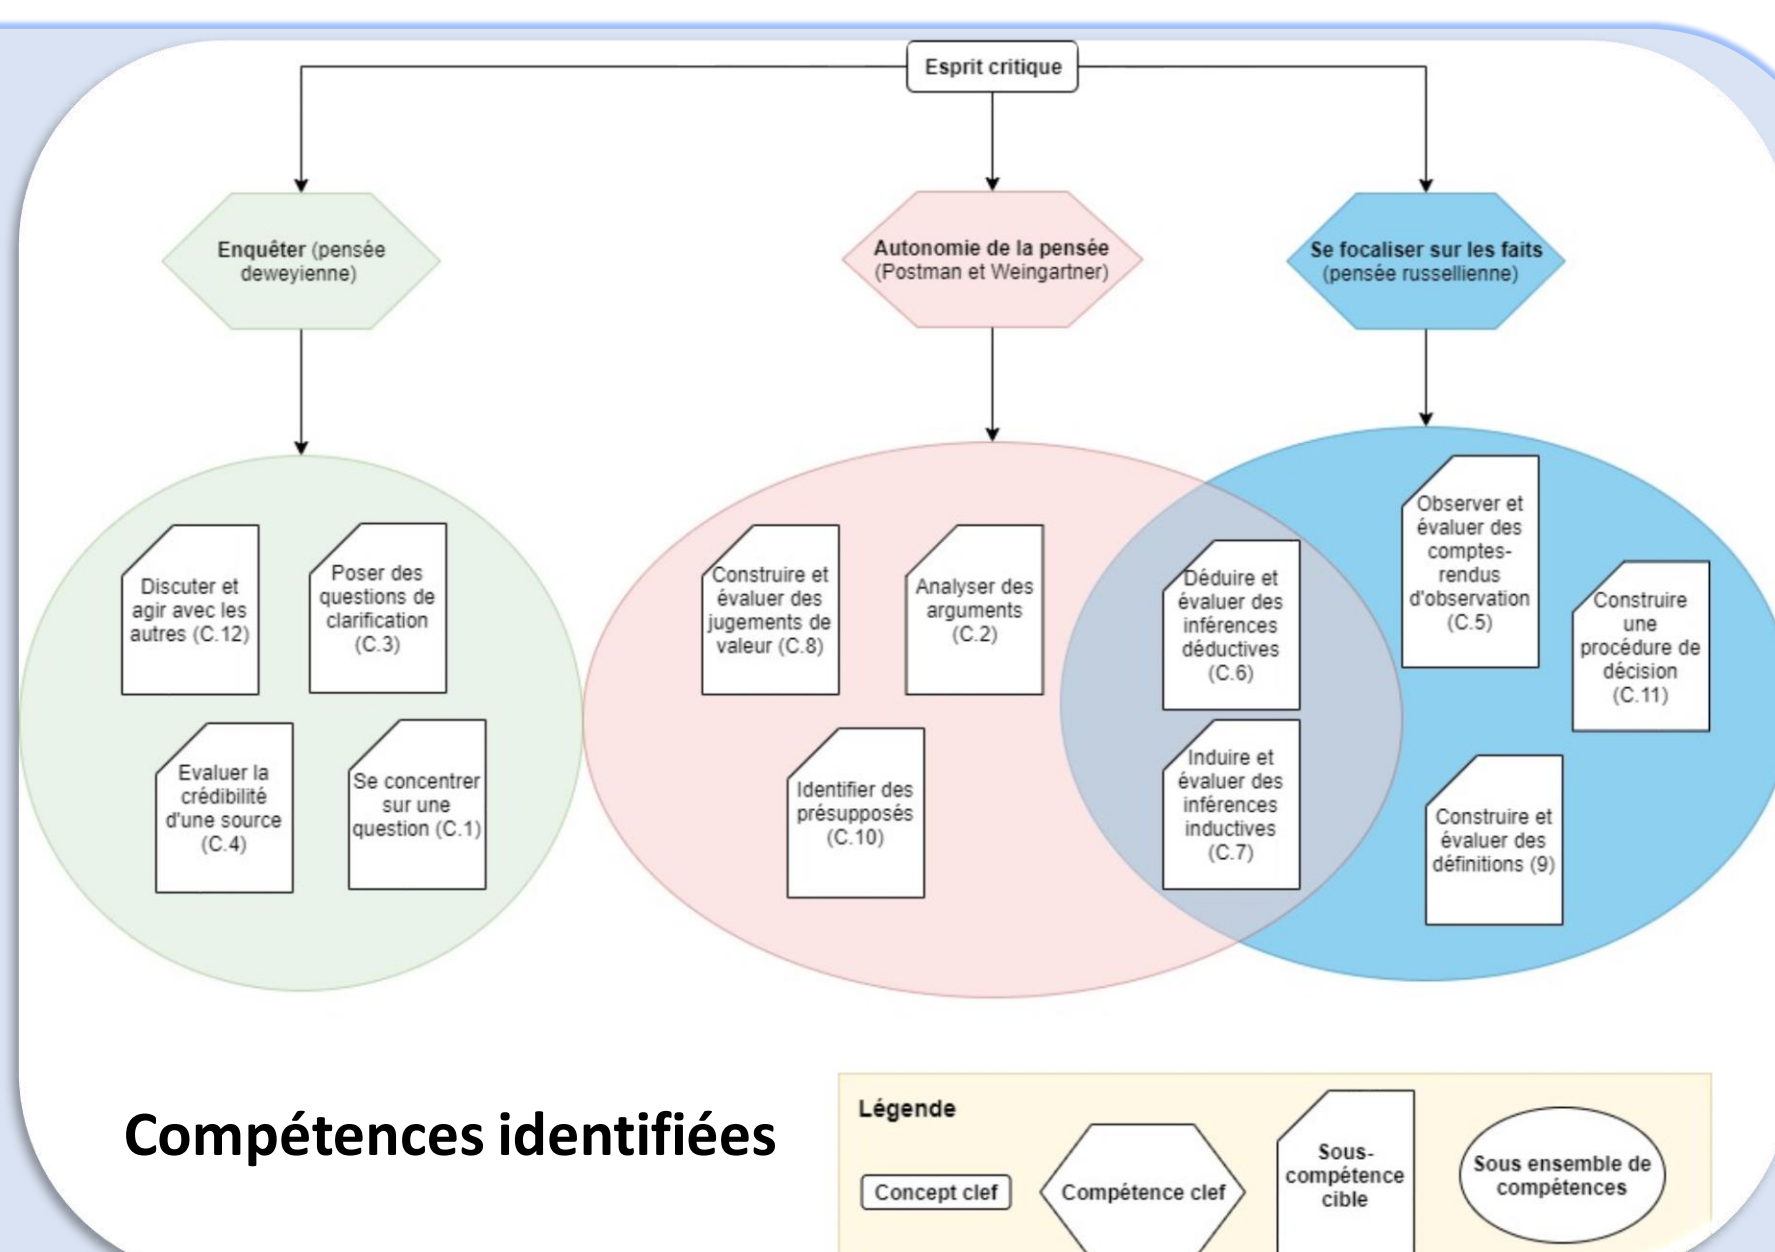 Esprit critique
Enquêter (pensée
deweyienne)
Autonomie de la pensée
(Postman et Weingartner)
Se focaliser sur les faits
(pensée russellienne)
Discuter et
agir avec les
autres (C.12)
Poser des
questions de
clarification
(C.3)
Evaluer la
crédibilité
d'une source
(C.4)
Se concentrer
sur une
question (C.1)
Construire et
évaluer des
jugements de
valeur (C.8)
Analyser des
arguments
(C.2)
Identifier des
présupposés
(C.10)
Déduire et
évaluer des
inférences
déductives
(C.6)
Induire et
évaluer des
inférences
inductives
(C.7)
Observer et
évaluer des
comptes-
rendus
d'observation
(C.5)
Construire
une
procédure de
décision
(C.11)
Construire et
évaluer des
définitions (9)
Compétences identifiées
Légende
Concept clef
Compétence clef
Sous-
compétence
cible
Sous ensemble de
compétences